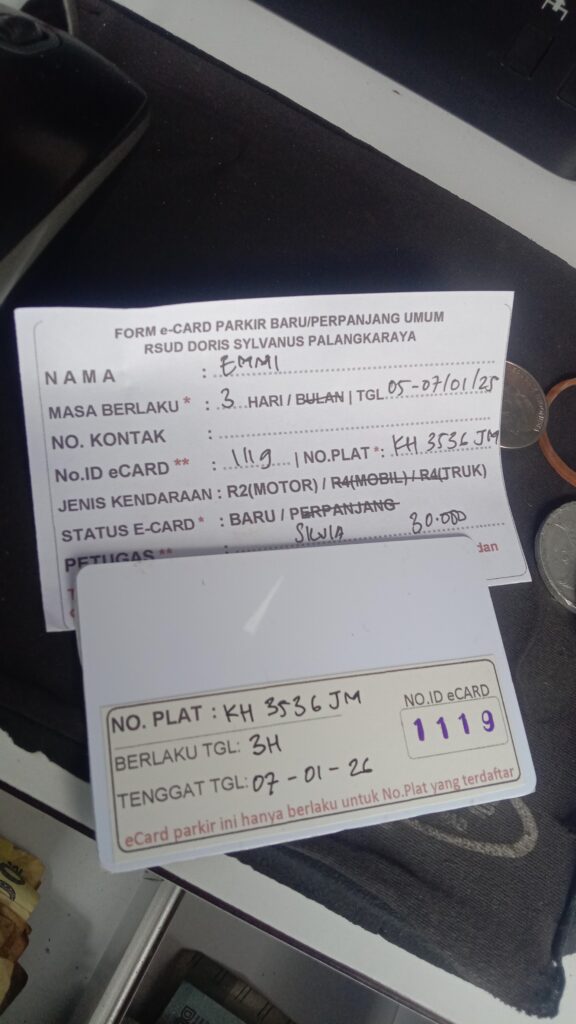 FORM e-CARD PARKIR BARU/PERPANJANG UMUM
RSUD DORIS SYLVANUS PALANGKARAYA
NAMA : EMMI
MASA BERLAKU * : 3 HARI / BULAN | TGL 05-07/01/25
NO. KONTAK :
No.ID eCARD ** : 1119 | NO.PLAT *: KH 3536 JM
JENIS KENDARAAN : R2(MOTOR) / R4(MOBIL) / R4(TRUK)
STATUS E-CARD * : BARU / PERPANJANG
PETUGAS ** : SILVIA 30.000
dan
NO. PLAT : KH 3536 JM
NO.ID eCARD
1119
BERLAKU TGL: 3H
TENGGAT TGL: 07-01-26
eCard parkir ini hanya berlaku untuk No.Plat yang terdaftar